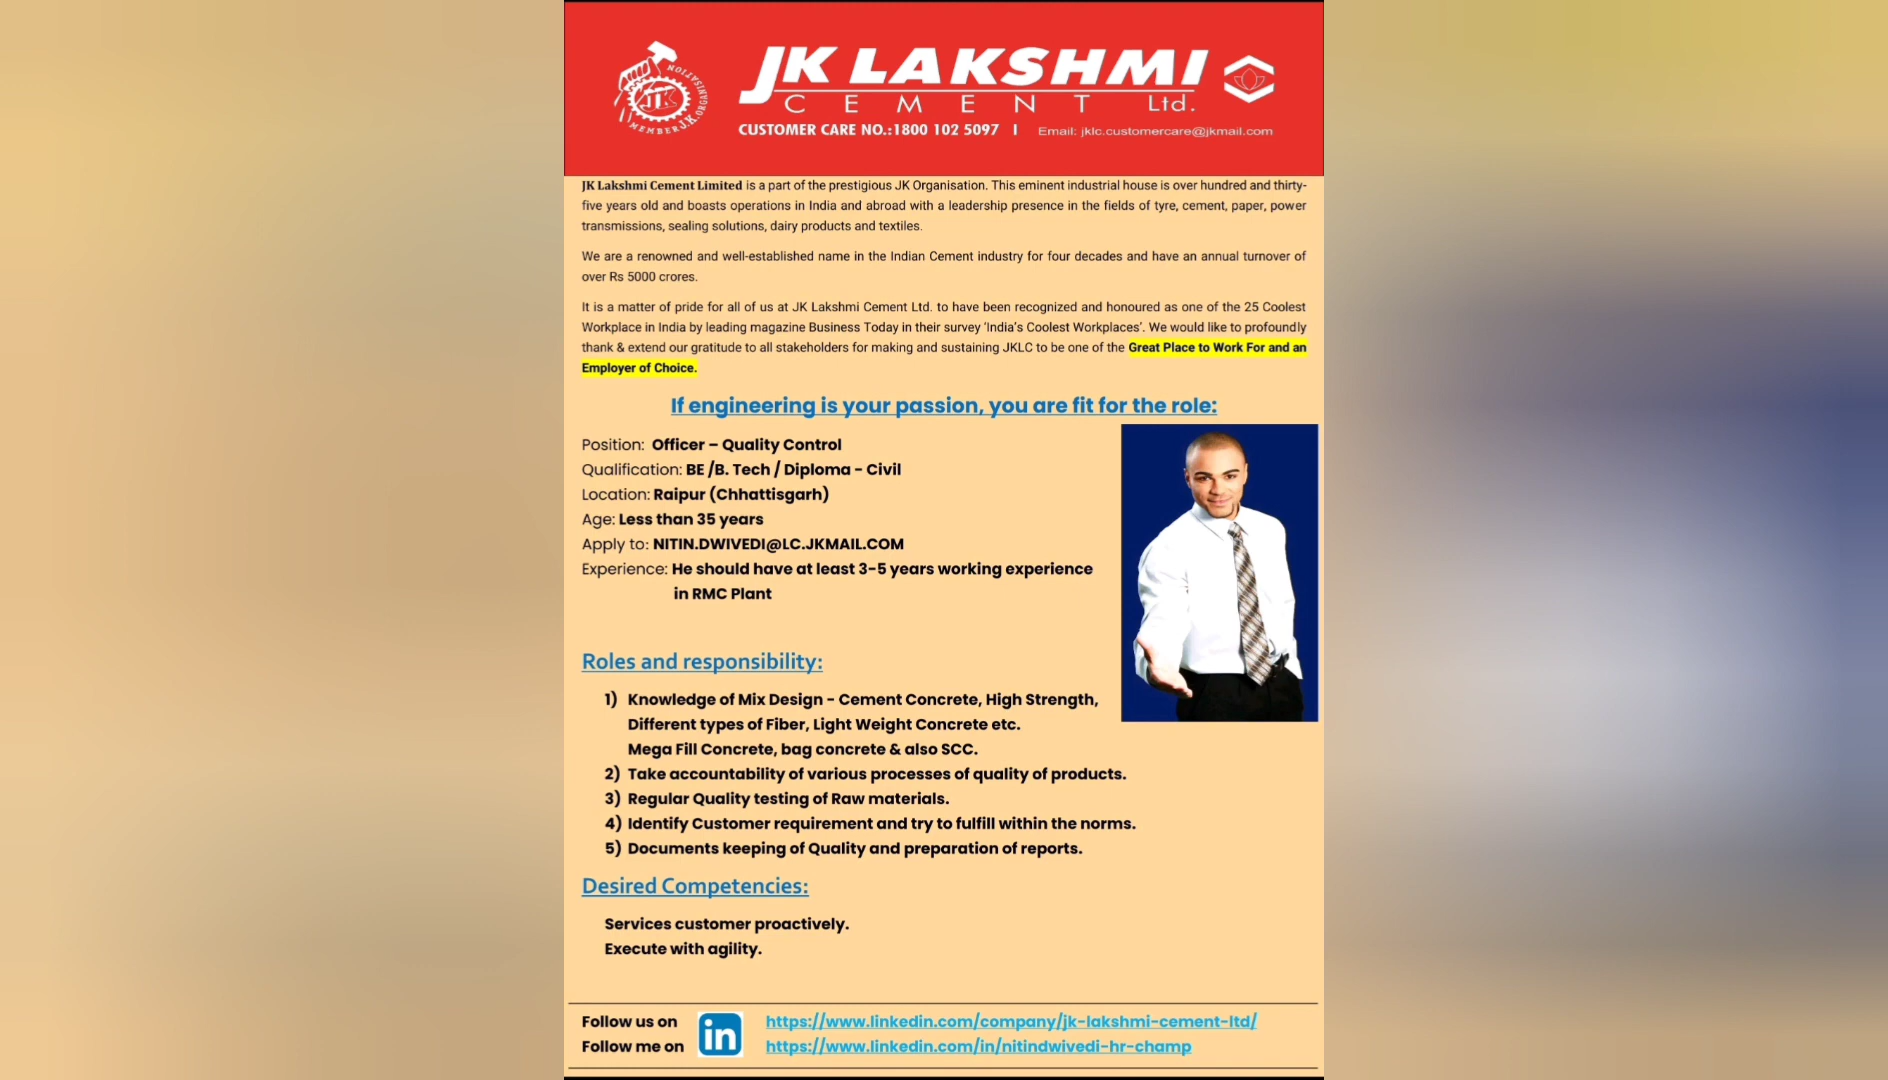 MEMBER J.K. ORGANISATION
JK
JK LAKSHMI
CEMENT Ltd.
CUSTOMER CARE NO.:1800 102 5097 | Email: jklc.customercare@jkmail.com
JK Lakshmi Cement Limited is a part of the prestigious JK Organisation. This eminent industrial house is over hundred and thirty-
five years old and boasts operations in India and abroad with a leadership presence in the fields of tyre, cement, paper, power
transmissions, sealing solutions, dairy products and textiles.
We are a renowned and well-established name in the Indian Cement industry for four decades and have an annual turnover of
over Rs 5000 crores.
It is a matter of pride for all of us at JK Lakshmi Cement Ltd. to have been recognized and honoured as one of the 25 Coolest
Workplace in India by leading magazine Business Today in their survey ‘India’s Coolest Workplaces’. We would like to profoundly
thank & extend our gratitude to all stakeholders for making and sustaining JKLC to be one of the Great Place to Work For and an
Employer of Choice.
If engineering is your passion, you are fit for the role:
Position: Officer – Quality Control
Qualification: BE /B. Tech / Diploma - Civil
Location: Raipur (Chhattisgarh)
Age: Less than 35 years
Apply to: NITIN.DWIVEDI@LC.JKMAIL.COM
Experience: He should have at least 3-5 years working experience
in RMC Plant
Roles and responsibility:
1) Knowledge of Mix Design - Cement Concrete, High Strength,
Different types of Fiber, Light Weight Concrete etc.
Mega Fill Concrete, bag concrete & also SCC.
2) Take accountability of various processes of quality of products.
3) Regular Quality testing of Raw materials.
4) Identify Customer requirement and try to fulfill within the norms.
5) Documents keeping of Quality and preparation of reports.
Desired Competencies:
Services customer proactively.
Execute with agility.
Follow us on in https://www.linkedin.com/company/jk-lakshmi-cement-ltd/
Follow me on https://www.linkedin.com/in/nitindwivedi-hr-champ